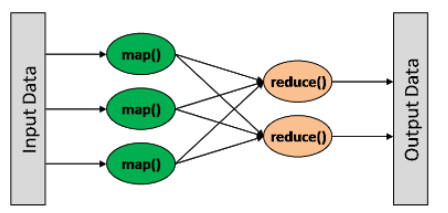 Input Data
map()
map()
map()
reduce()
reduce()
Output Data